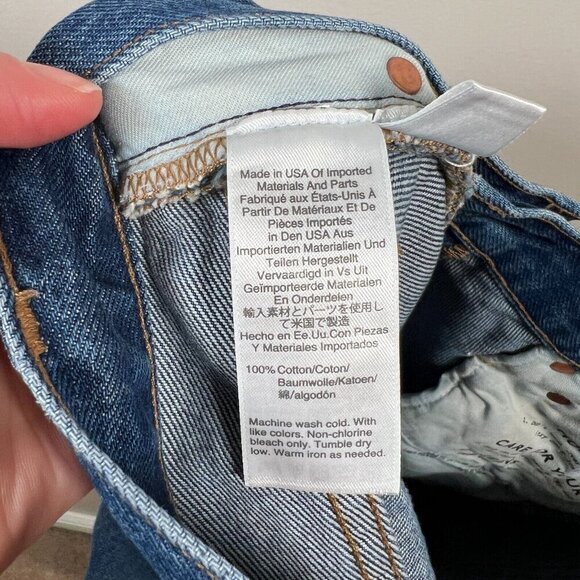 Made in USA Of Imported
Materials And Parts
Fabriqué aux États-Unis À
Partir De Matériaux Et De
Pièces Importés
in Den USA Aus
Importierten Materialien Und
Teilen Hergestellt
Vervaardigd in Vs Uit
Geïmporteerde Materialen
En Onderdelen
輸入素材とパーツを使用し
て米国で製造
Hecho en Ee.Uu.Con Piezas
Y Materiales Importados
100% Cotton/Coton/
Baumwolle/Katoen/
綿/algodón
Machine wash cold. With
like colors. Non-chlorine
bleach only. Tumble dry
low. Warm iron as needed.
CARE